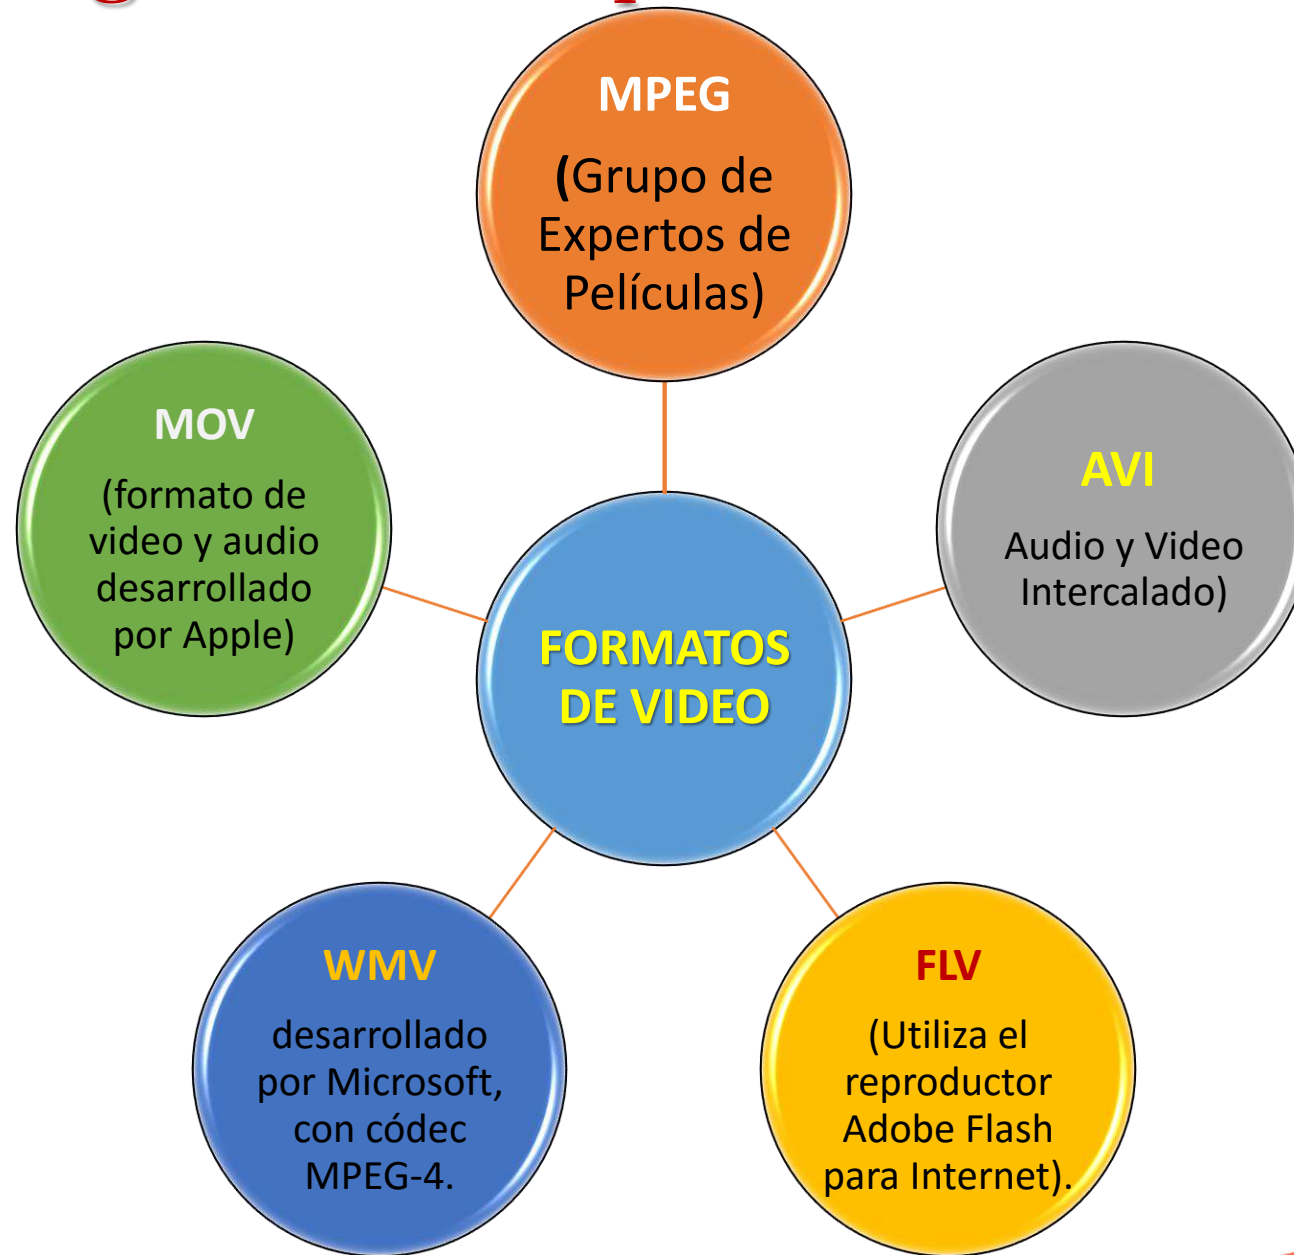 MPEG
(Grupo de
Expertos de
Películas)
AVI
Audio y Video
Intercalado)
FLV
(Utiliza el
reproductor
Adobe Flash
para Internet).
WMV
desarrollado
por Microsoft,
con códec
MPEG-4.
MOV
(formato de
video y audio
desarrollado
por Apple)
FORMATOS
DE VIDEO